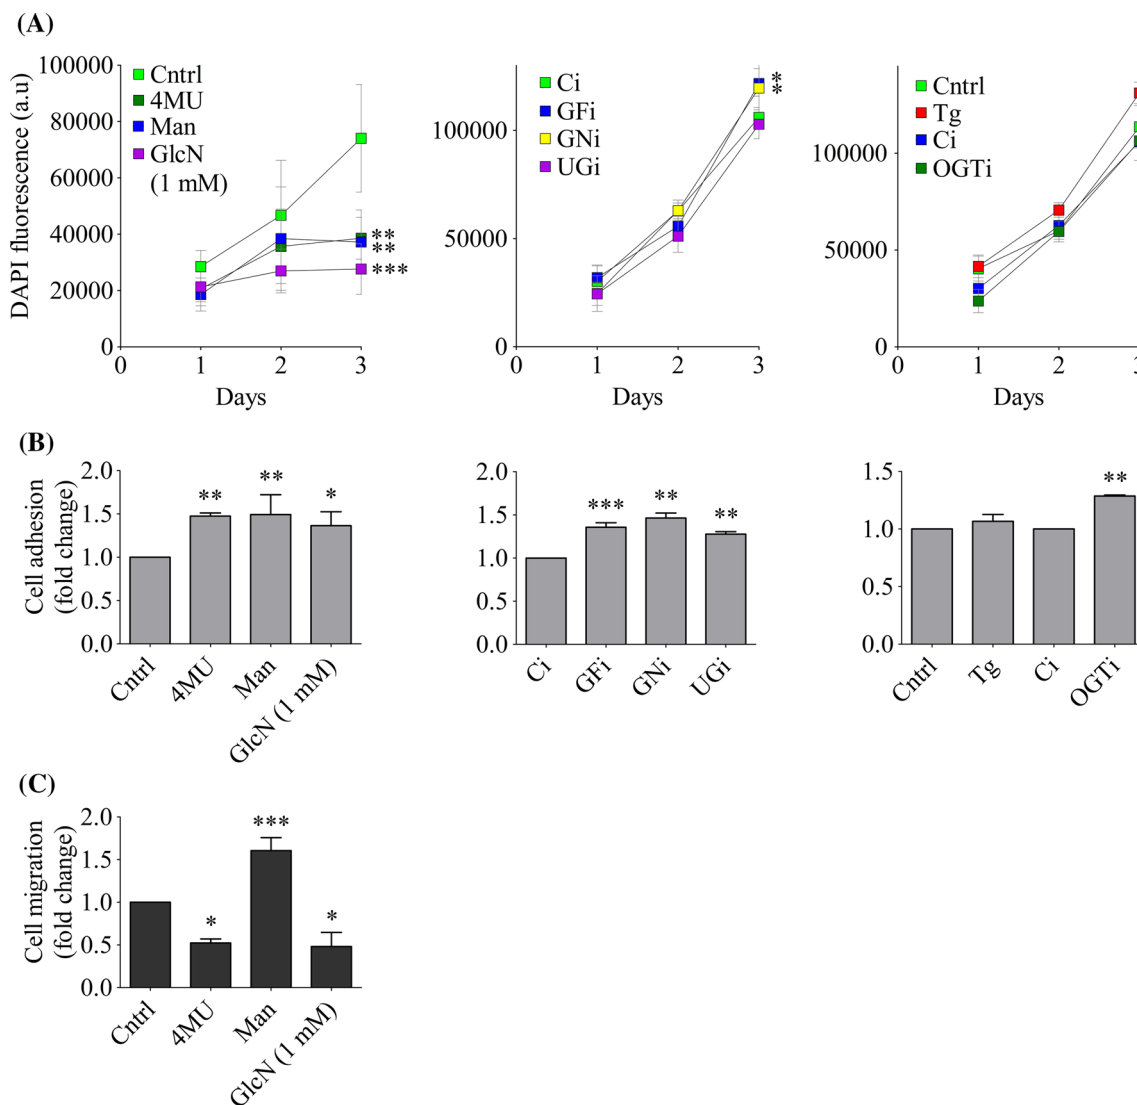 (A)
DAPI fluorescence (a.u)
100000
80000
60000
40000
20000
0
Cntrl
4MU
Man
GlcN
(1 mM)
**
**
***
0 1 2 3
Days
100000
50000
0
Ci
GFi
GNi
UGi
*
*
0 1 2 3
Days
100000
50000
0
Cntrl
Tg
Ci
OGTi
0 1 2
Days
(B)
Cell adhesion
(fold change)
2.0
1.5
1.0
0.5
0.0
** ** *
Cntrl 4MU Man GlcN (1 mM)
2.0
1.5
1.0
0.5
0.0
*** ** **
Ci GFi GNi UGi
1.5
1.0
0.5
0.0
**
Cntrl Tg Ci OGTi
(C)
Cell migration
(fold change)
2.0
1.5
1.0
0.5
0.0
* *** *
Cntrl 4MU Man GlcN (1 mM)